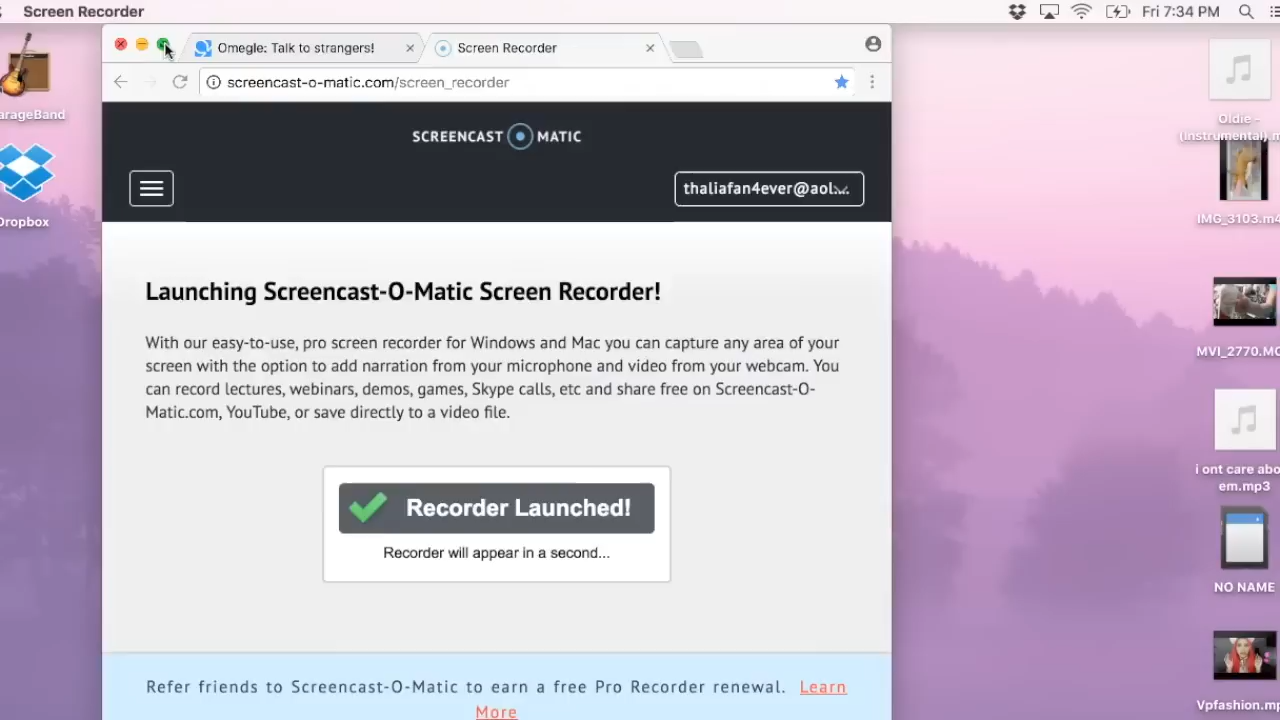 Screen Recorder
Fri 7:34 PM
Omegle: Talk to strangers!
Screen Recorder
screencast-o-matic.com/screen_recorder
SCREENCAST MATIC
thaliafan4ever@aol...
Launching Screencast-O-Matic Screen Recorder!
With our easy-to-use, pro screen recorder for Windows and Mac you can capture any area of your
screen with the option to add narration from your microphone and video from your webcam. You
can record lectures, webinars, demos, games, Skype calls, etc and share free on Screencast-O-
Matic.com, YouTube, or save directly to a video file.
Recorder Launched!
Recorder will appear in a second...
Refer friends to Screencast-O-Matic to earn a free Pro Recorder renewal. Learn
More
arageBand
Dropbox
Oldie -
(instrumental).m
IMG_3103.m4
MVI_2770.MO
i ont care abo
em.mp3
NO NAME
Vpfashion.mp